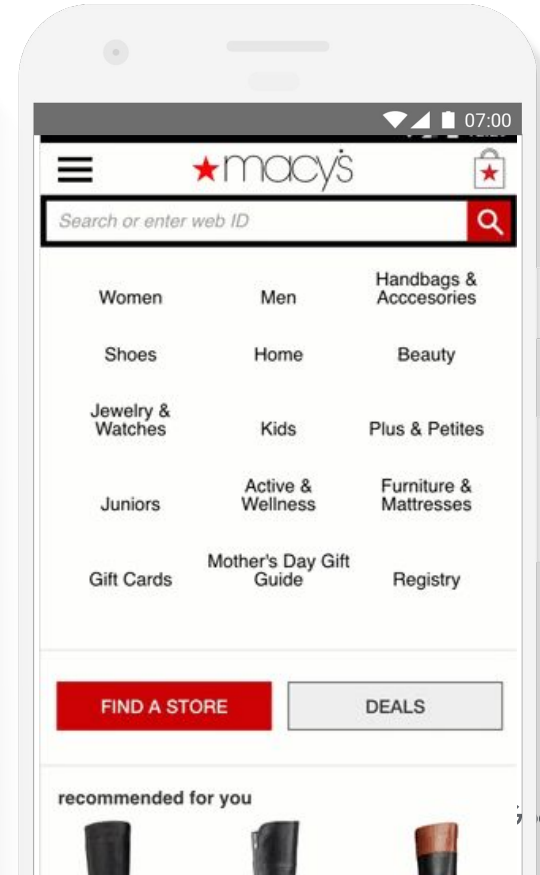 07:00
macy's
Search or enter web ID
Women
Men
Handbags &
Acccesories
Shoes
Home
Beauty
Jewelry &
Watches
Kids
Plus & Petites
Juniors
Active &
Wellness
Furniture &
Mattresses
Gift Cards
Mother's Day Gift
Guide
Registry
FIND A STORE
DEALS
recommended for you